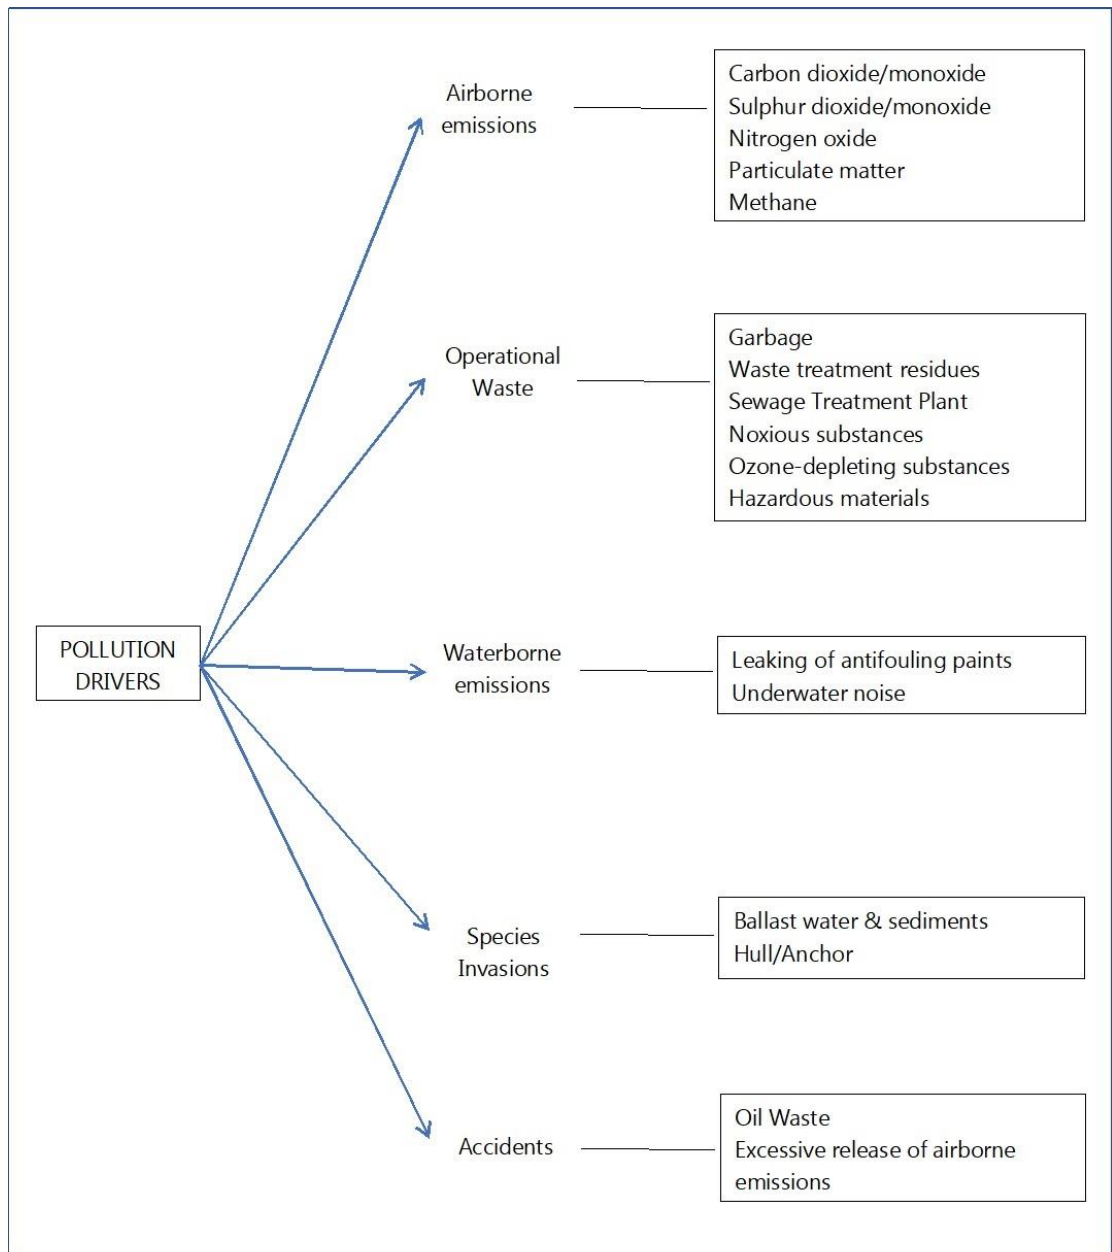 Airborne
emissions
Carbon dioxide/monoxide
Sulphur dioxide/monoxide
Nitrogen oxide
Particulate matter
Methane
Operational
Waste
Garbage
Waste treatment residues
Sewage Treatment Plant
Noxious substances
Ozone-depleting substances
Hazardous materials
POLLUTION
DRIVERS
Waterborne
emissions
Leaking of antifouling paints
Underwater noise
Species
Invasions
Ballast water & sediments
Hull/Anchor
Accidents
Oil Waste
Excessive release of airborne
emissions